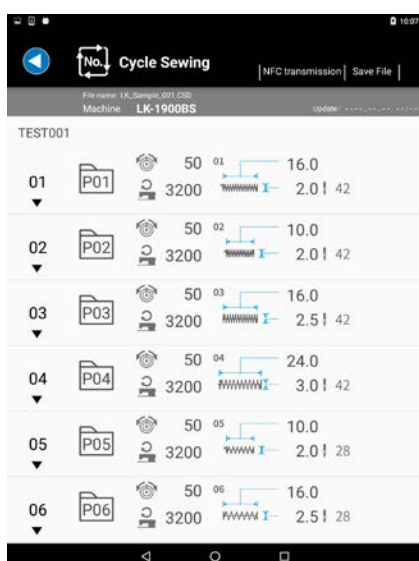 10:07
No. Cycle Sewing
NFC transmission Save File
File name: LK_Sample_001.CSD
Machine LK-1900BS Update: ----.--.-- --:--
TEST001
01 P01 50 01 16.0
3200 2.0 42
02 P02 50 02 10.0
3200 2.0 42
03 P03 50 03 16.0
3200 2.5 42
04 P04 50 04 24.0
3200 3.0 42
05 P05 50 05 10.0
3200 2.0 28
06 P06 50 06 16.0
3200 2.5 28